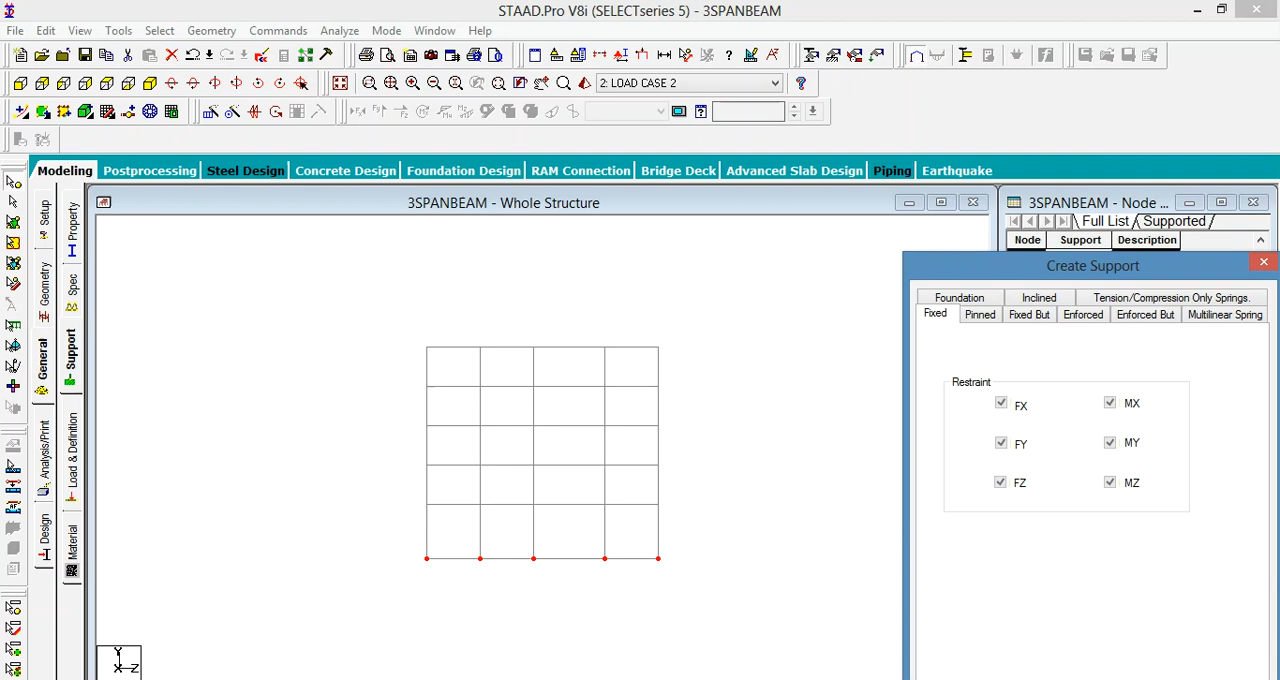 STAAD.Pro V8i (SELECTseries 5) - 3SPANBEAM
File Edit View Tools Select Geometry Commands Analyze Mode Window Help
2: LOAD CASE 2
Modeling Postprocessing Steel Design Concrete Design Foundation Design RAM Connection Bridge Deck Advanced Slab Design Piping Earthquake
Setup
Geometry
General
Analysis/Print
Design
Property
Spec
Support
Load & Definition
Material
3SPANBEAM - Whole Structure
3SPANBEAM - Node ...
Full List Supported
Node Support Description
Create Support
Foundation Inclined Tension/Compression Only Springs.
Fixed Pinned Fixed But Enforced Enforced But Multilinear Spring
Restraint
FX MX
FY MY
FZ MZ
Y
X Z